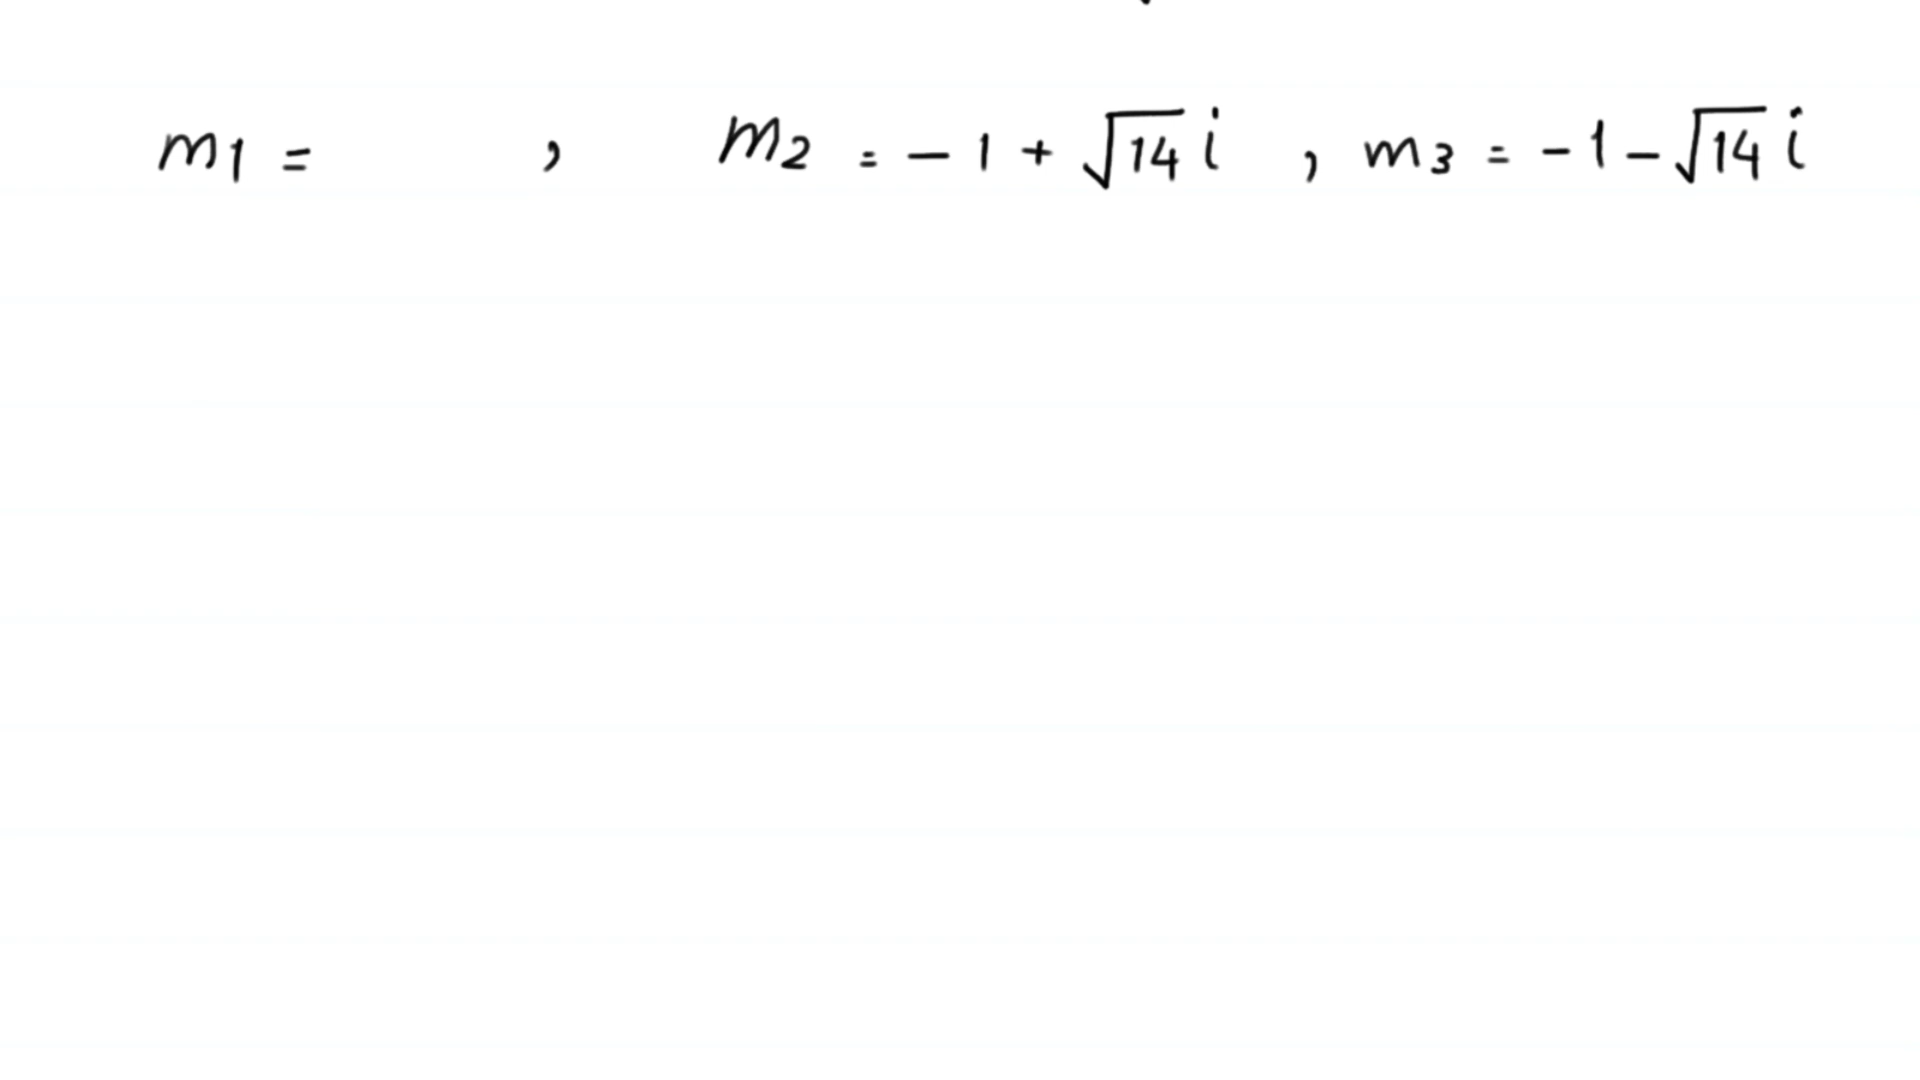 m₁ = , m₂ = - 1 + √14 i , m₃ = - 1 - √14 i